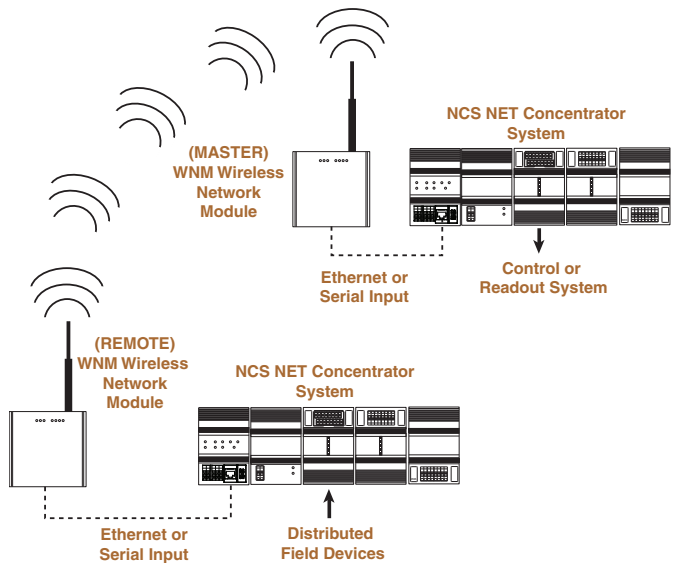 NCS NET Concentrator
System
(MASTER)
WNM Wireless
Network
Module
Ethernet or
Serial Input
Control or
Readout System
(REMOTE)
WNM Wireless
Network
Module
NCS NET Concentrator
System
Ethernet or
Serial Input
Distributed
Field Devices